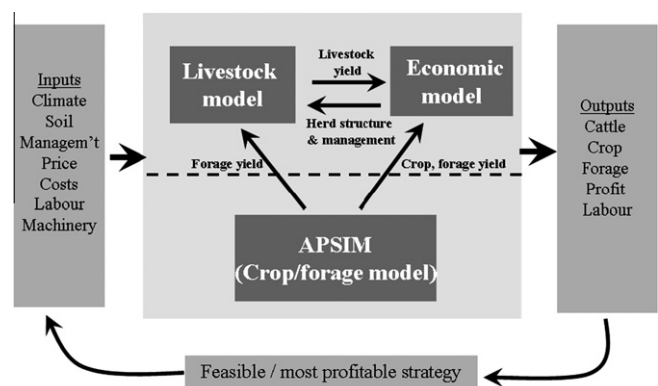 Inputs
Climate
Soil
Managem't
Price
Costs
Labour
Machinery
Livestock
model
Livestock
yield
Economic
model
Herd structure
& management
Forage yield
Crop, forage yield
APSIM
(Crop/forage model)
Outputs
Cattle
Crop
Forage
Profit
Labour
Feasible / most profitable strategy